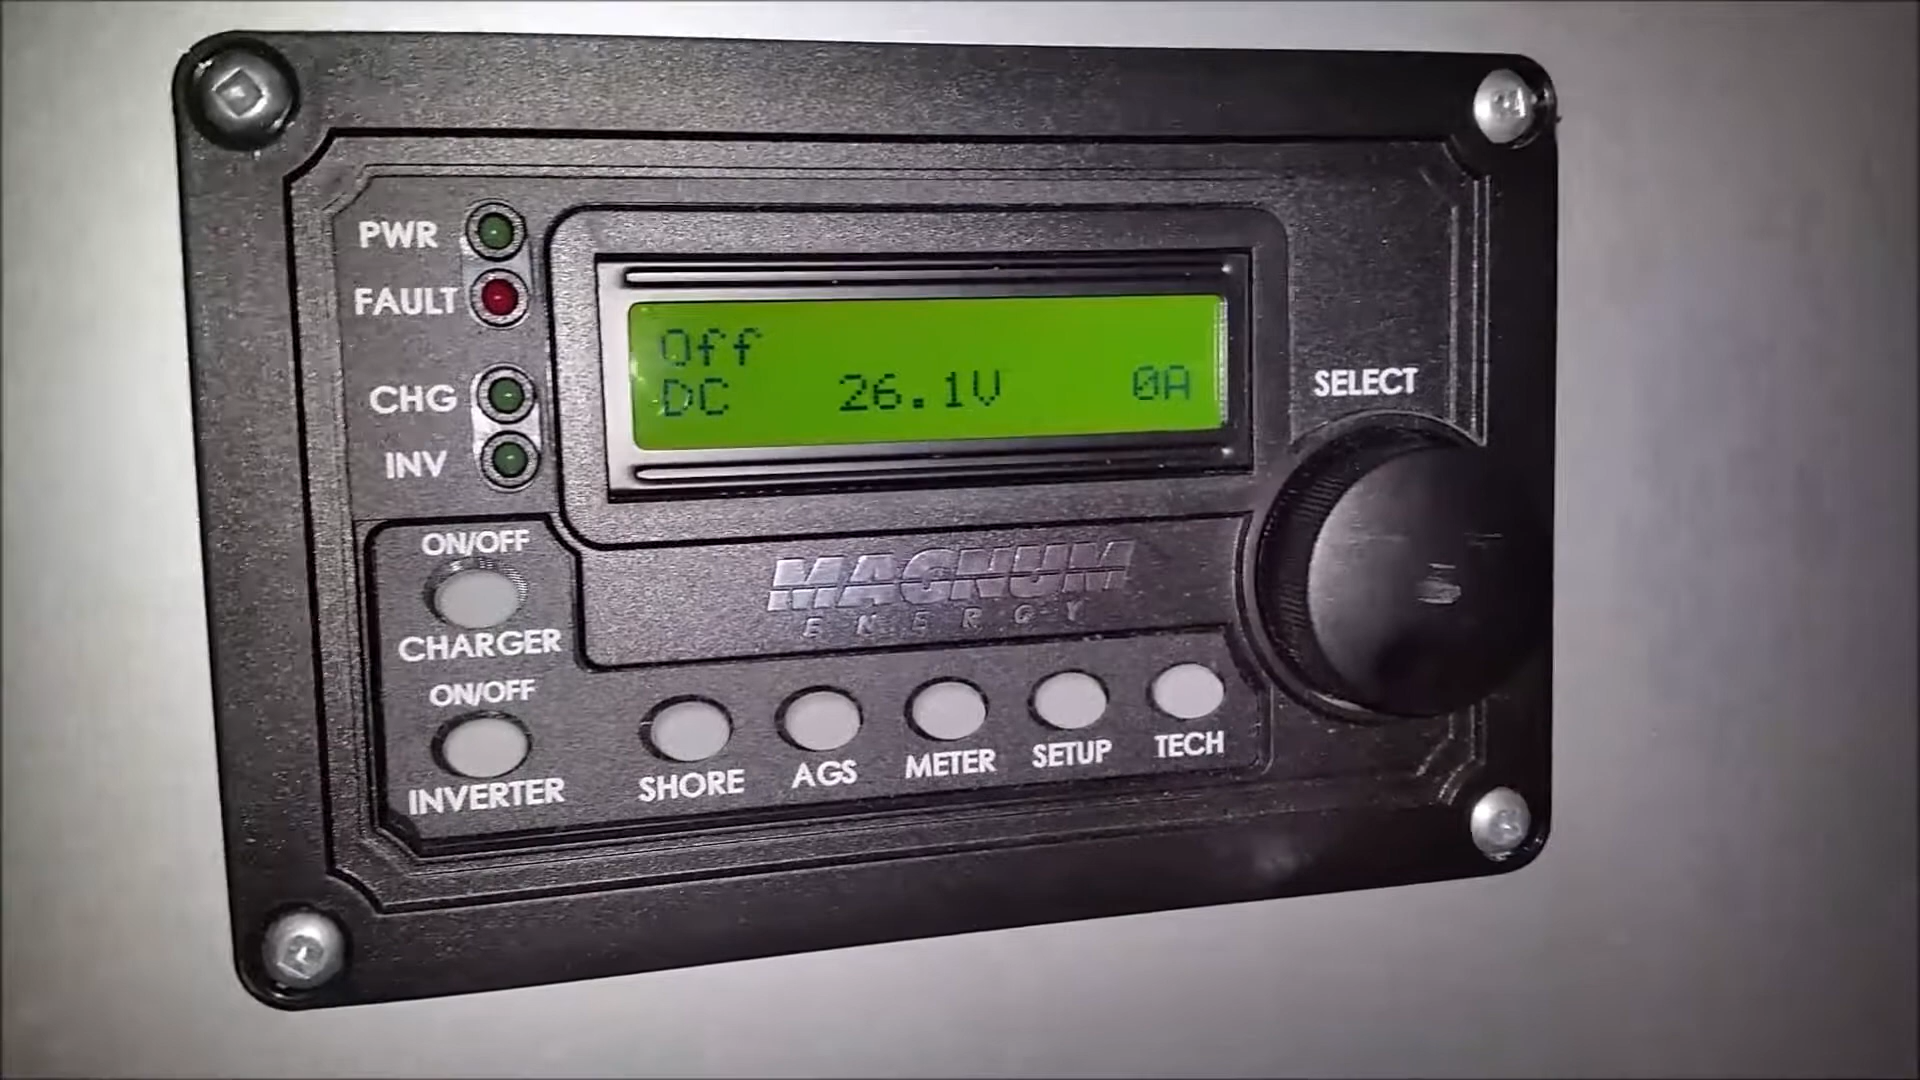 PWR
FAULT
CHG
INV
Off
DC 26.1V 0A
SELECT
ON/OFF
CHARGER
ON/OFF
INVERTER
MAGNUM
ENERGY
SHORE
AGS
METER
SETUP
TECH